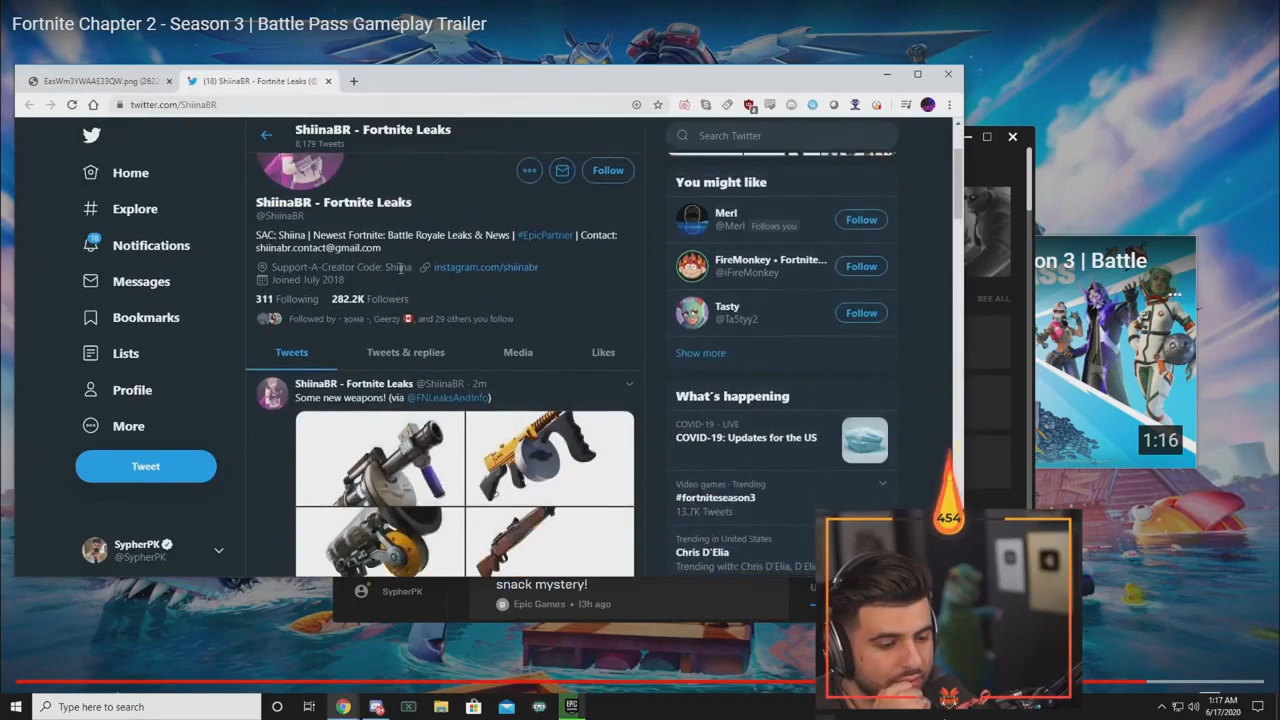 Fortnite Chapter 2 - Season 3 | Battle Pass Gameplay Trailer
EasWm3YWAAE33QW.png (262
(18) ShiinaBR - Fortnite Leaks (@
twitter.com/ShiinaBR
ShiinaBR - Fortnite Leaks
8,179 Tweets
Search Twitter
Home
Explore
18
Notifications
Messages
Bookmarks
Lists
Profile
More
Tweet
SypherPK
@SypherPK
Follow
ShiinaBR - Fortnite Leaks
@ShiinaBR
SAC: Shiina | Newest Fortnite: Battle Royale Leaks & News | #EpicPartner | Contact:
shiinabr.contact@gmail.com
Support-A-Creator Code: Shiina instagram.com/shiinabr
Joined July 2018
311 Following 282.2K Followers
Geerzy 🇨🇦, and 29 others you follow
Tweets Tweets & replies Media Likes
ShiinaBR - Fortnite Leaks @ShiinaBR · 2m
Some new weapons! (via @FNLeaksAndInfo)
You might like
Merl
@Merl Follows you
Follow
FireMonkey • Fortnite...
@iFireMonkey
Follow
Tasty
@Ta5tyy2
Follow
Show more
What's happening
COVID-19 · LIVE
COVID-19: Updates for the US
Video games · Trending
#fortniteseason3
13.7K Tweets
Trending in United States
Chris D'Elia
Trending with: Chris D'Elia, D El
SEE ALL
on 3 | Battle
1:16
454
SypherPK
snack mystery!
Epic Games • 13h ago
Type here to search
EPIC
1:17 AM
6/17/2020